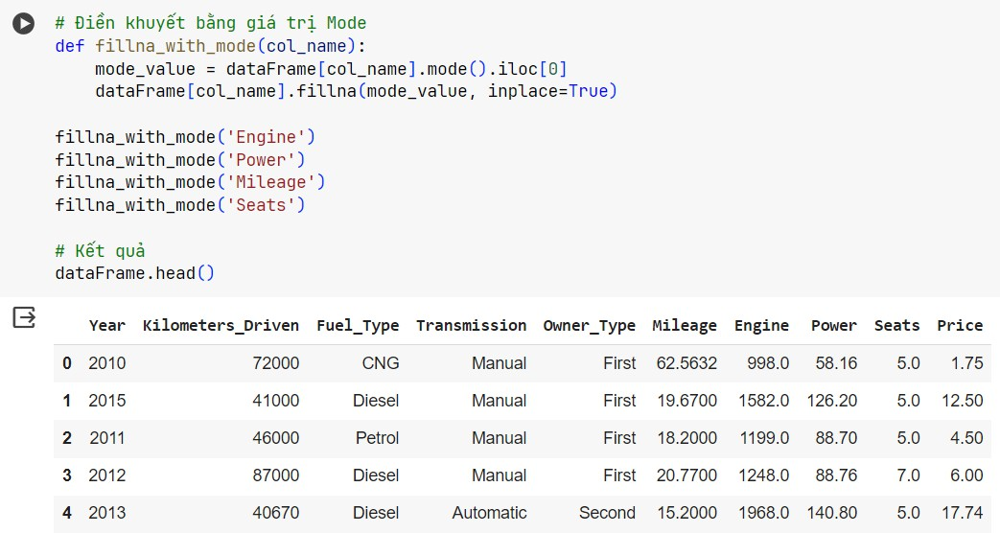 # Điền khuyết bằng giá trị Mode
def fillna_with_mode(col_name):
    mode_value = dataFrame[col_name].mode().iloc[0]
    dataFrame[col_name].fillna(mode_value, inplace=True)

fillna_with_mode('Engine')
fillna_with_mode('Power')
fillna_with_mode('Mileage')
fillna_with_mode('Seats')

# Kết quả
dataFrame.head()

Year Kilometers_Driven Fuel_Type Transmission Owner_Type Mileage Engine Power Seats Price
0 2010 72000 CNG Manual First 62.5632 998.0 58.16 5.0 1.75
1 2015 41000 Diesel Manual First 19.6700 1582.0 126.20 5.0 12.50
2 2011 46000 Petrol Manual First 18.2000 1199.0 88.70 5.0 4.50
3 2012 87000 Diesel Manual First 20.7700 1248.0 88.76 7.0 6.00
4 2013 40670 Diesel Automatic Second 15.2000 1968.0 140.80 5.0 17.74